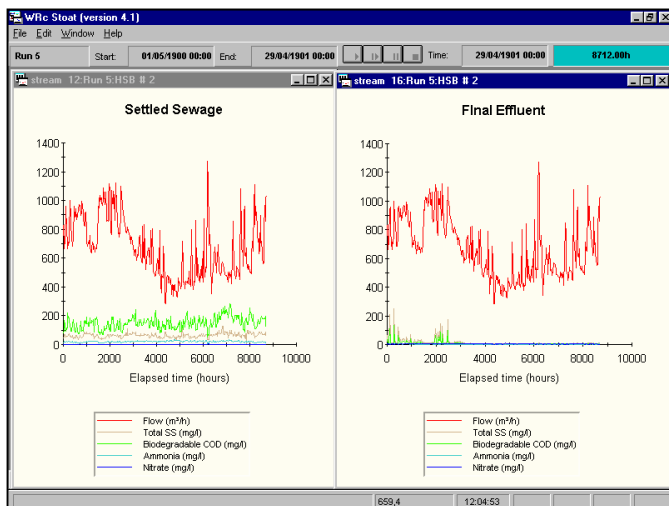 WRc Stoat (version 4.1)
File Edit Window Help
Run 5 Start: 01/05/1900 00:00 End: 29/04/1901 00:00 Time: 29/04/1901 00:00 8712.00h
stream 12:Run 5:HSB # 2
Settled Sewage
1400
1200
1000
800
600
400
200
0
0 2000 4000 6000 8000 10000
Elapsed time (hours)
Flow (m³/h)
Total SS (mg/l)
Biodegradable COD (mg/l)
Ammonia (mg/l)
Nitrate (mg/l)
stream 16:Run 5:HSB # 2
Final Effluent
1400
1200
1000
800
600
400
200
0
0 2000 4000 6000 8000 10000
Elapsed time (hours)
Flow (m³/h)
Total SS (mg/l)
Biodegradable COD (mg/l)
Ammonia (mg/l)
Nitrate (mg/l)
659,4 12:04:53